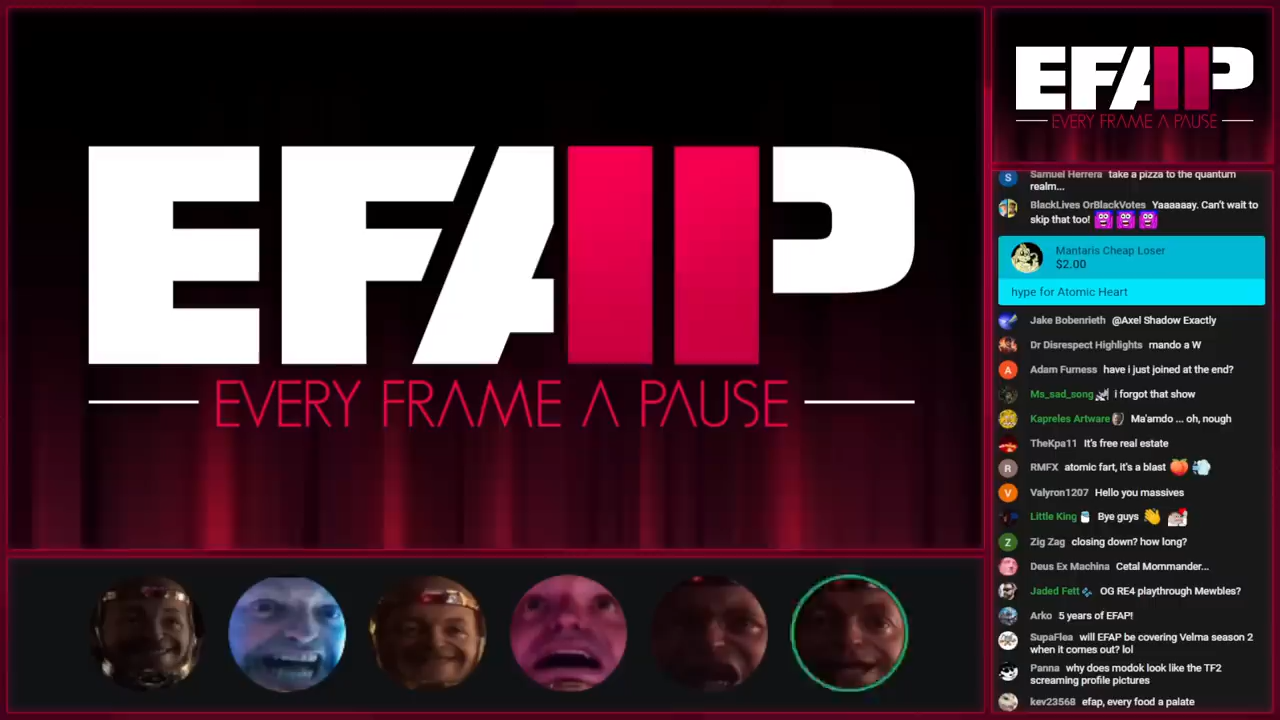 EFAP
EVERY FRAME A PAUSE
EFAP
EVERY FRAME A PAUSE
S Samuel Herrera take a pizza to the quantum
realm...
BlackLives OrBlackVotes Yaaaaaay. Can't wait to
skip that too!
Mantaris Cheap Loser
$2.00
hype for Atomic Heart
Jake Bobenrieth @Axel Shadow Exactly
Dr Disrespect Highlights mando a W
A Adam Furness have i just joined at the end?
Ms_sad_song i forgot that show
Kapreles Artware Ma'amdo ... oh, nough
TheKpa11 It's free real estate
R RMFX atomic fart, it's a blast
V Valyron1207 Hello you massives
Little King Bye guys
Z Zig Zag closing down? how long?
Deus Ex Machina Cetal Mommander...
Jaded Fett OG RE4 playthrough Mewbles?
Arko 5 years of EFAP!
SupaFlea will EFAP be covering Velma season 2
when it comes out? lol
Panna why does modok look like the TF2
screaming profile pictures
kev23568 efap, every food a palate